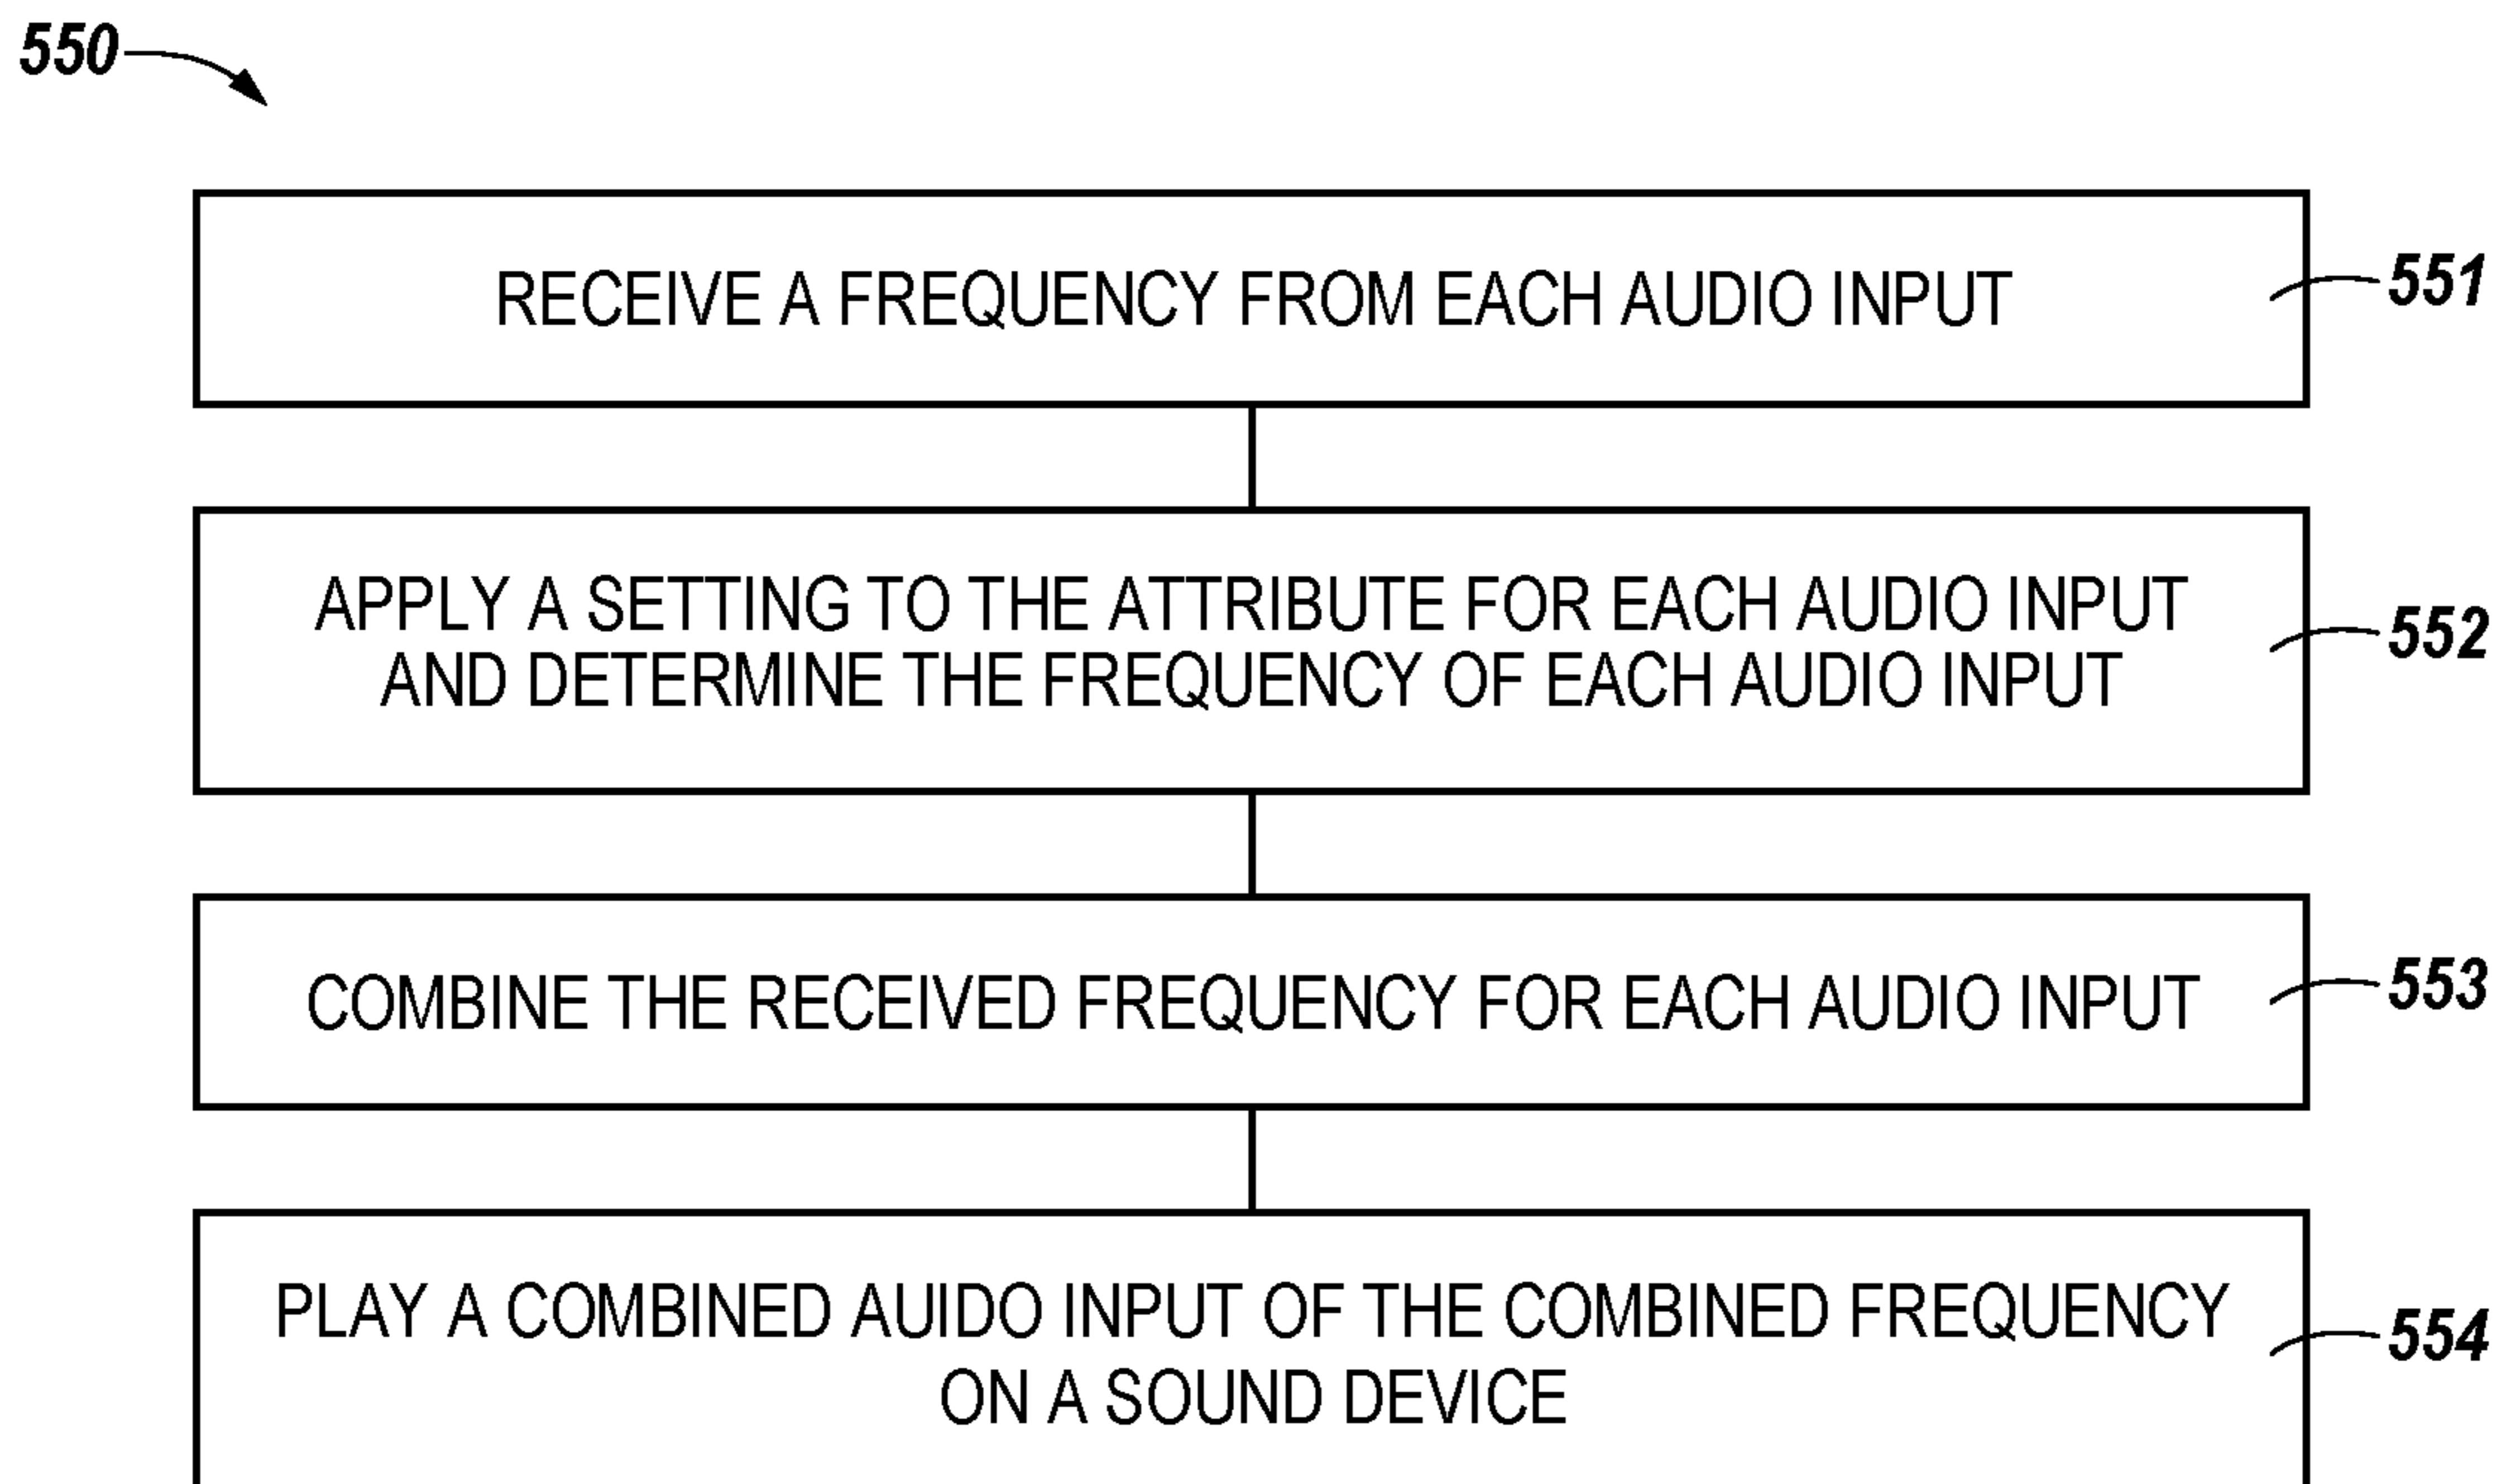 550
RECEIVE A FREQUENCY FROM EACH AUDIO INPUT
551
APPLY A SETTING TO THE ATTRIBUTE FOR EACH AUDIO INPUT
AND DETERMINE THE FREQUENCY OF EACH AUDIO INPUT
552
COMBINE THE RECEIVED FREQUENCY FOR EACH AUDIO INPUT
553
PLAY A COMBINED AUIDO INPUT OF THE COMBINED FREQUENCY
ON A SOUND DEVICE
554